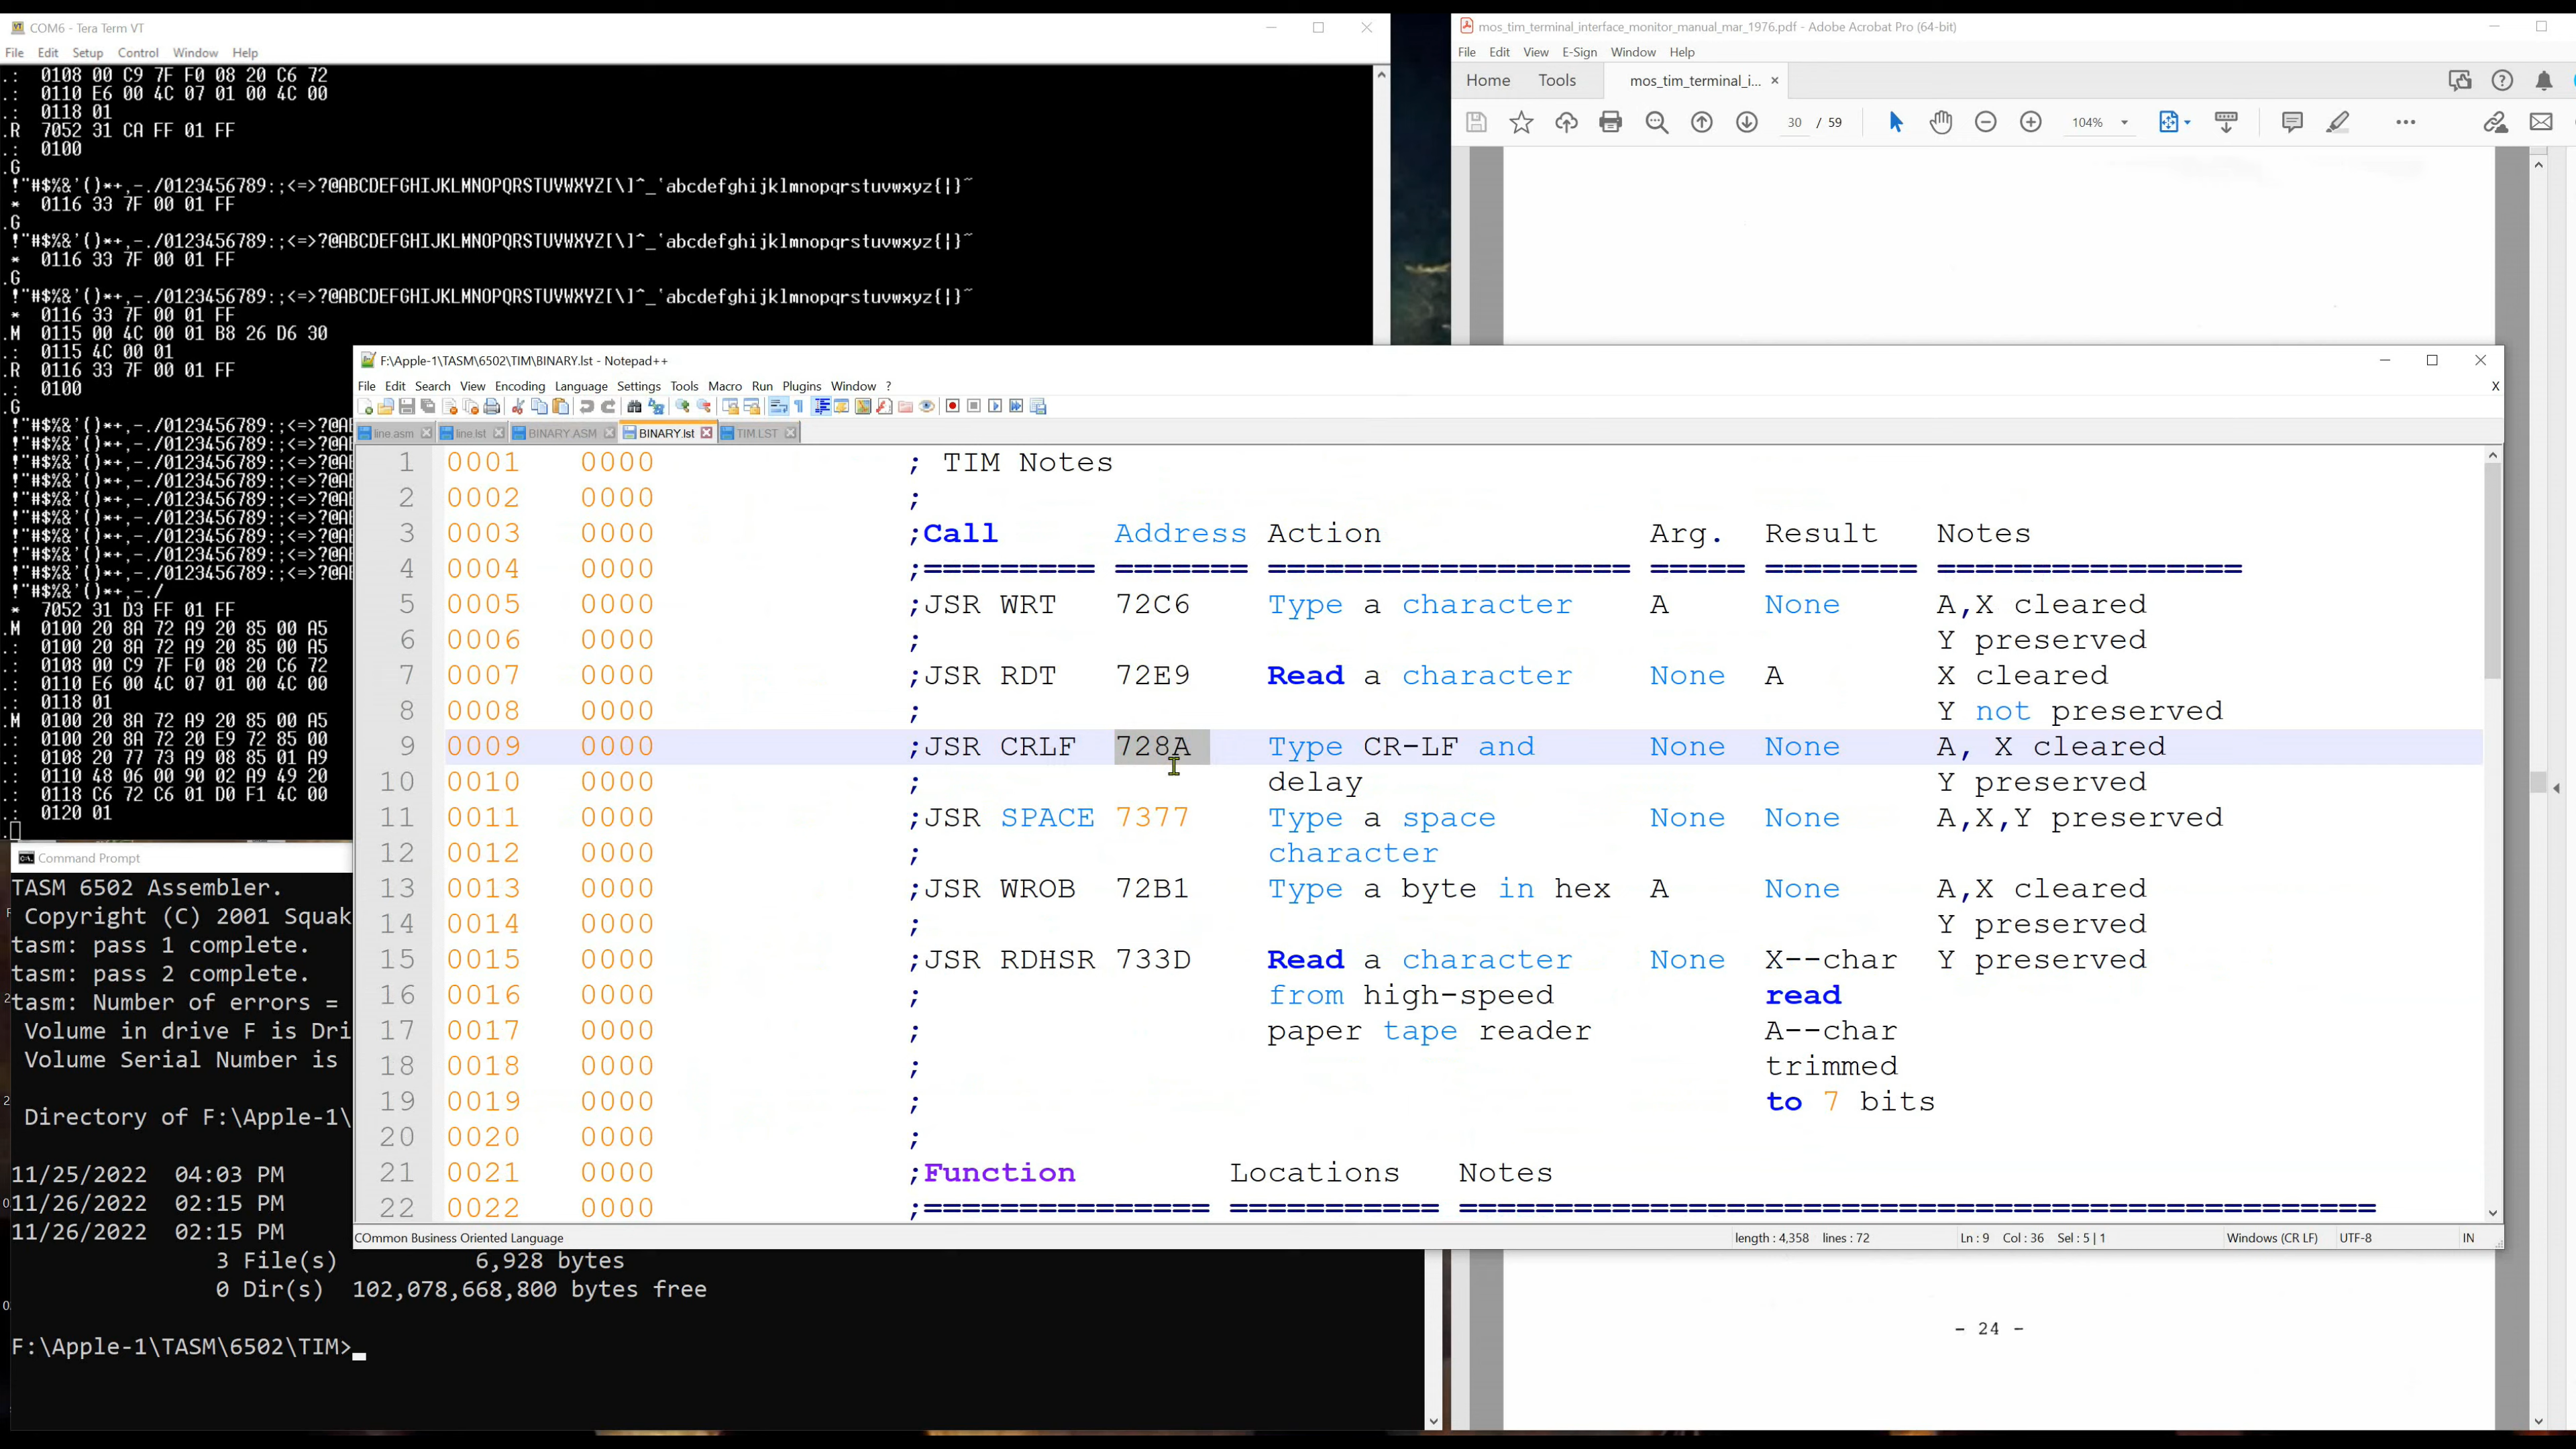 COM6 - Tera Term VT
File Edit Setup Control Window Help
.: 0108 00 C9 7F F0 08 20 C6 72
.: 0110 E6 00 4C 07 01 00 4C 00
.: 0118 01
.R 7052 31 CA FF 01 FF
.: 0100
.G
!"#$%&'()*+,-./0123456789:;<=>?@ABCDEFGHIJKLMNOPQRSTUVWXYZ[\]^_`abcdefghijklmnopqrstuvwxyz{|}~
* 0116 33 7F 00 01 FF
.G
!"#$%&'()*+,-./0123456789:;<=>?@ABCDEFGHIJKLMNOPQRSTUVWXYZ[\]^_`abcdefghijklmnopqrstuvwxyz{|}~
* 0116 33 7F 00 01 FF
.G
!"#$%&'()*+,-./0123456789:;<=>?@ABCDEFGHIJKLMNOPQRSTUVWXYZ[\]^_`abcdefghijklmnopqrstuvwxyz{|}~
* 0116 33 7F 00 01 FF
.M 0115 00 4C 00 01 B8 26 D6 30
.: 0115 4C 00 01
.R 0116 33 7F 00 01 FF
.: 0100
.G
!"#$%&'()*+,-./0123456789:;<=>?@AB
!"#$%&'()*+,-./0123456789:;<=>?@AB
!"#$%&'()*+,-./0123456789:;<=>?@AB
!"#$%&'()*+,-./0123456789:;<=>?@AB
!"#$%&'()*+,-./0123456789:;<=>?@AB
!"#$%&'()*+,-./0123456789:;<=>?@AB
!"#$%&'()*+,-./0123456789:;<=>?@AB
!"#$%&'()*+,-./0123456789:;<=>?@AB
!"#$%&'()*+,-./0123456789:;<=>?@AB
!"#$%&'()*+,-./
* 7052 31 D3 FF 01 FF
.M 0100 20 8A 72 A9 20 85 00 A5
.: 0100 20 8A 72 A9 20 85 00 A5
.: 0108 00 C9 7F F0 08 20 C6 72
.: 0110 E6 00 4C 07 01 00 4C 00
.: 0118 01
.M 0100 20 8A 72 A9 20 85 00 A5
.: 0100 20 8A 72 20 E9 72 85 00
.: 0108 20 77 73 A9 08 85 01 A9
.: 0110 48 06 00 90 02 A9 49 20
.: 0118 C6 72 C6 01 D0 F1 4C 00
.: 0120 01
.
mos_tim_terminal_interface_monitor_manual_mar_1976.pdf - Adobe Acrobat Pro (64-bit)
File Edit View E-Sign Window Help
Home Tools mos_tim_terminal_i... ×
30 / 59 104%
- 24 -
F:\Apple-1\TASM\6502\TIM\BINARY.lst - Notepad++
File Edit Search View Encoding Language Settings Tools Macro Run Plugins Window ? X
line.asm line.lst BINARY.ASM BINARY.lst TIM LST
1 0001 0000 ; TIM Notes
2 0002 0000 ;
3 0003 0000 ;Call Address Action Arg. Result Notes
4 0004 0000 ;========= ======= =================== ===== ======== ================
5 0005 0000 ;JSR WRT 72C6 Type a character A None A,X cleared
6 0006 0000 ; Y preserved
7 0007 0000 ;JSR RDT 72E9 Read a character None A X cleared
8 0008 0000 ; Y not preserved
9 0009 0000 ;JSR CRLF 728A Type CR-LF and None None A, X cleared
10 0010 0000 ; delay Y preserved
11 0011 0000 ;JSR SPACE 7377 Type a space None None A,X,Y preserved
12 0012 0000 ; character
13 0013 0000 ;JSR WROB 72B1 Type a byte in hex A None A,X cleared
14 0014 0000 ; Y preserved
15 0015 0000 ;JSR RDHSR 733D Read a character None X--char Y preserved
16 0016 0000 ; from high-speed read
17 0017 0000 ; paper tape reader A--char
18 0018 0000 ; trimmed
19 0019 0000 ; to 7 bits
20 0020 0000 ;
21 0021 0000 ;Function Locations Notes
22 0022 0000 ;=============== =========== ================================================
COmmon Business Oriented Language length : 4,358 lines : 72 Ln : 9 Col : 36 Sel : 5 | 1 Windows (CR LF) UTF-8 IN
Command Prompt
TASM 6502 Assembler.
Copyright (C) 2001 Squak
tasm: pass 1 complete.
tasm: pass 2 complete.
tasm: Number of errors =
Volume in drive F is Dri
Volume Serial Number is
Directory of F:\Apple-1\
11/25/2022 04:03 PM
11/26/2022 02:15 PM
11/26/2022 02:15 PM
3 File(s) 6,928 bytes
0 Dir(s) 102,078,668,800 bytes free
F:\Apple-1\TASM\6502\TIM>